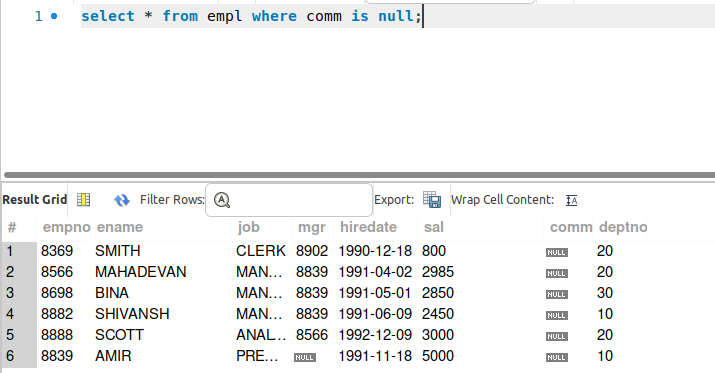 1 select * from empl where comm is null;
Result Grid Filter Rows: Export: Wrap Cell Content: IA
# empno ename job mgr hiredate sal comm deptno
1 8369 SMITH CLERK 8902 1990-12-18 800 NULL 20
2 8566 MAHADEVAN MAN... 8839 1991-04-02 2985 NULL 20
3 8698 BINA MAN... 8839 1991-05-01 2850 NULL 30
4 8882 SHIVANSH MAN... 8839 1991-06-09 2450 NULL 10
5 8888 SCOTT ANAL... 8566 1992-12-09 3000 NULL 20
6 8839 AMIR PRE... NULL 1991-11-18 5000 NULL 10